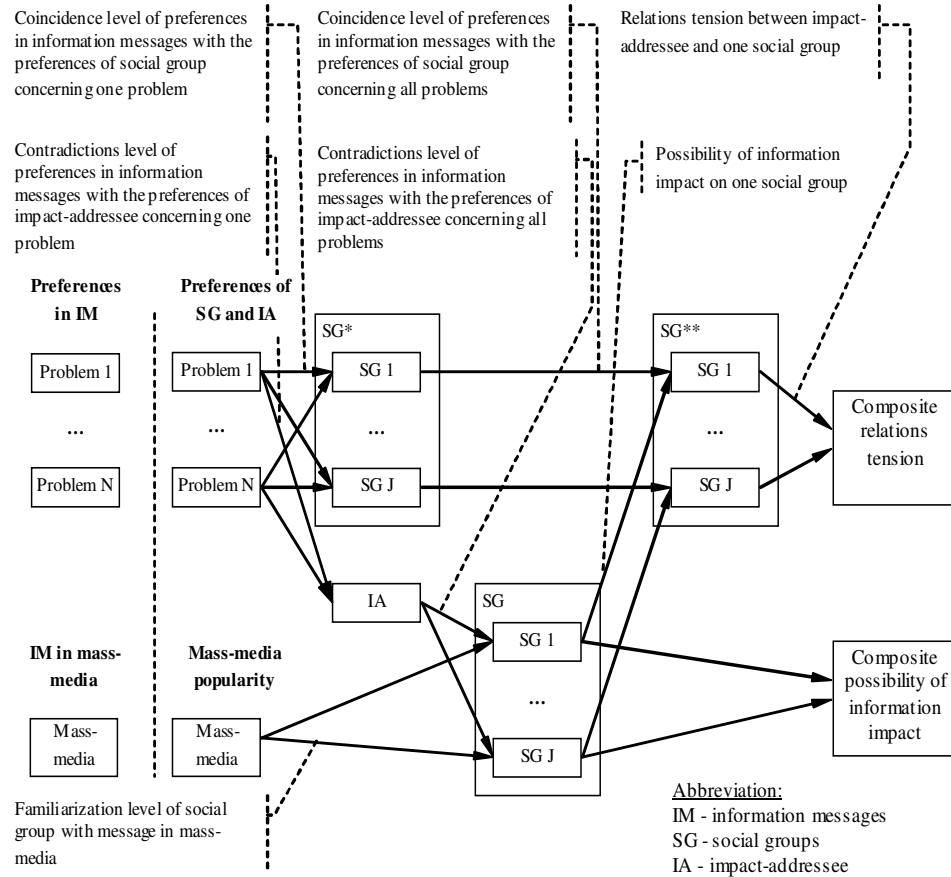 Coincidence level of preferences
in information messages with the
preferences of social group
concerning one problem
Coincidence level of preferences
in information messages with the
preferences of social group
concerning all problems
Relations tension between impact-
addressee and one social group
Contradictions level of
preferences in information
messages with the preferences of
impact-addressee concerning one
problem
Contradictions level of
preferences in information
messages with the preferences of
impact-addressee concerning all
problems
Possibility of information
impact on one social group
Preferences
in IM
Preferences of
SG and IA
SG*
SG**
Problem 1
Problem 1
SG 1
SG 1
...
...
...
...
Problem N
Problem N
SG J
SG J
Composite
relations
tension
IA
SG
SG 1
...
SG J
IM in mass-
media
Mass-media
popularity
Mass-
media
Mass-
media
Composite
possibility of
information
impact
Familiarization level of social
group with message in mass-
media
Abbreviation:
IM - information messages
SG - social groups
IA - impact-addressee